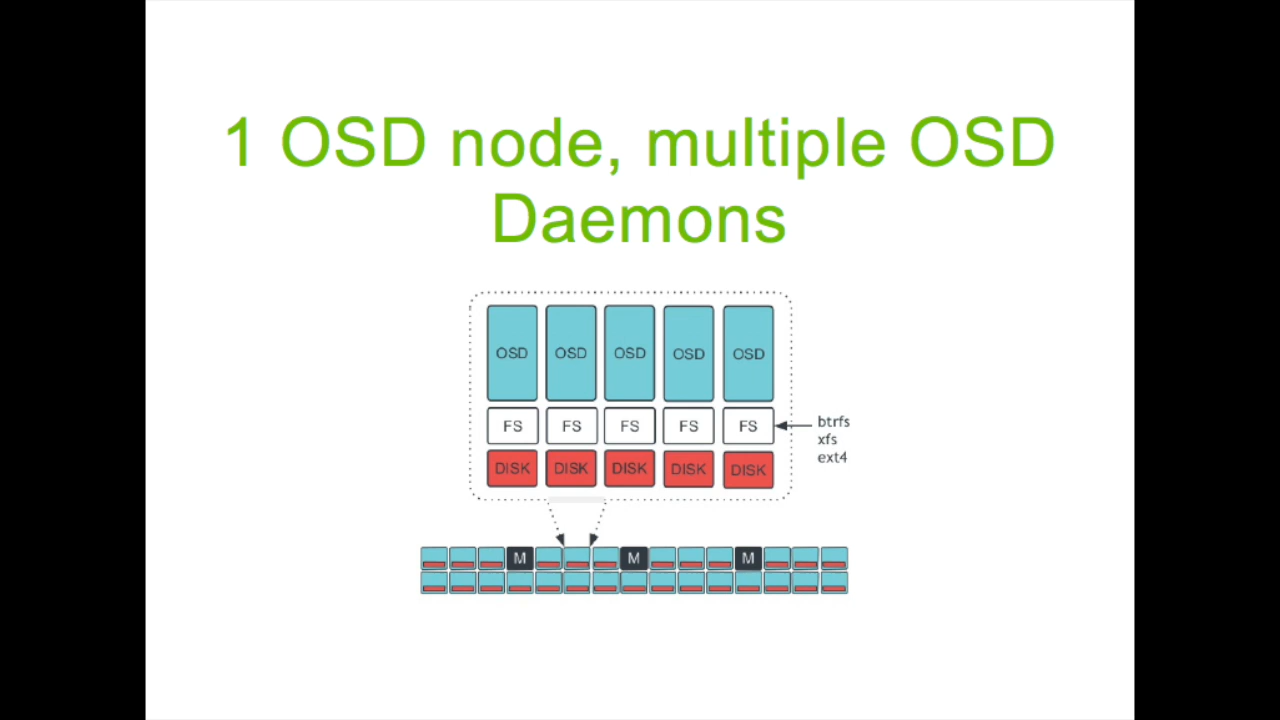 1 OSD node, multiple OSD
Daemons
OSD OSD OSD OSD OSD
FS FS FS FS FS
btrfs
xfs
ext4
DISK DISK DISK DISK DISK
M M M